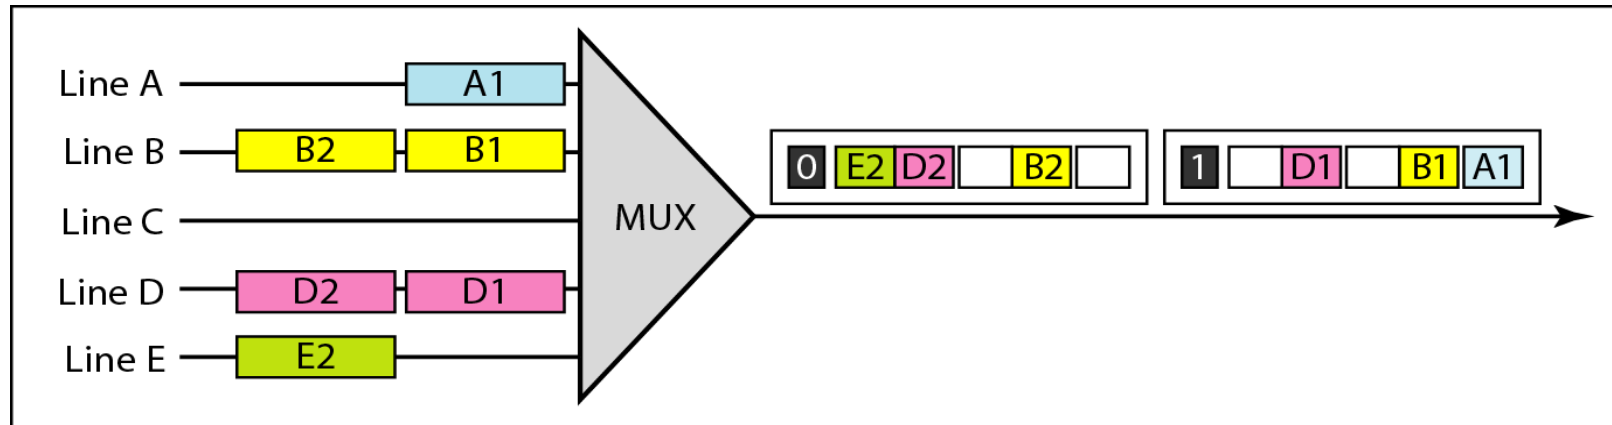 Line A A1
Line B B2 B1
Line C
Line D D2 D1
Line E E2
MUX
0 E2 D2 B2
1 D1 B1 A1